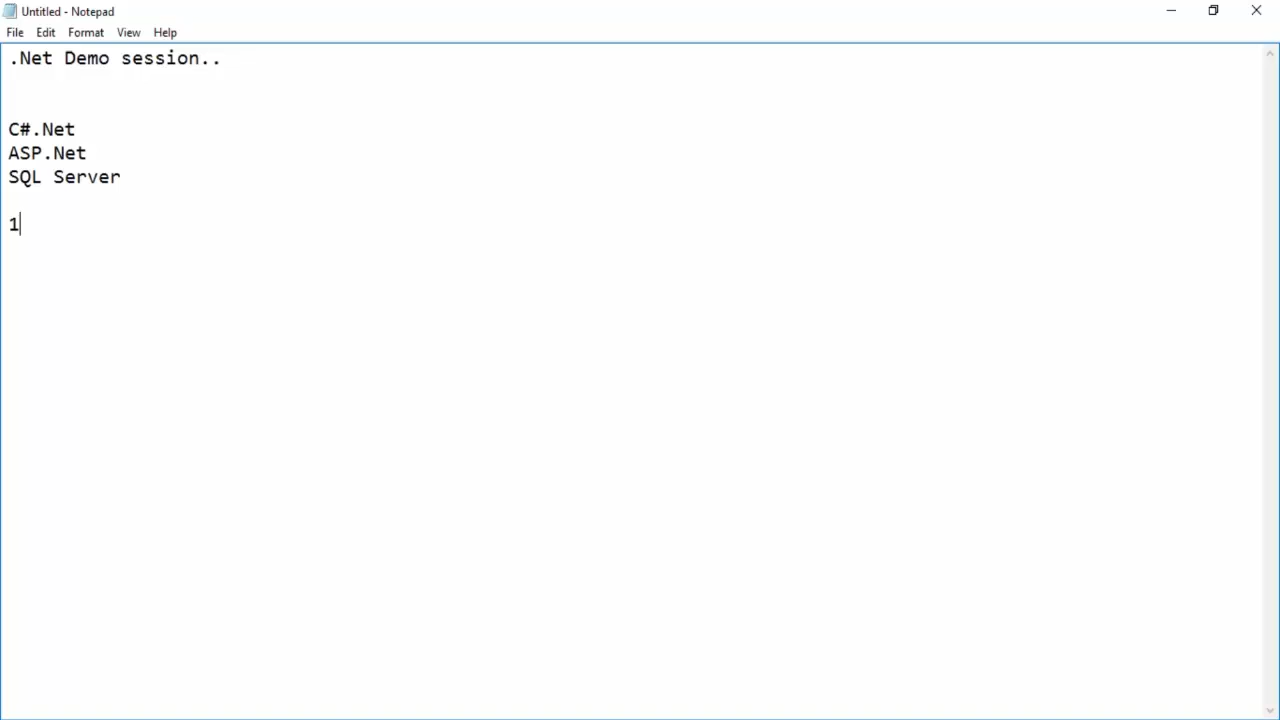 Untitled - Notepad
File Edit Format View Help
.Net Demo session..
C#.Net
ASP.Net
SQL Server
1